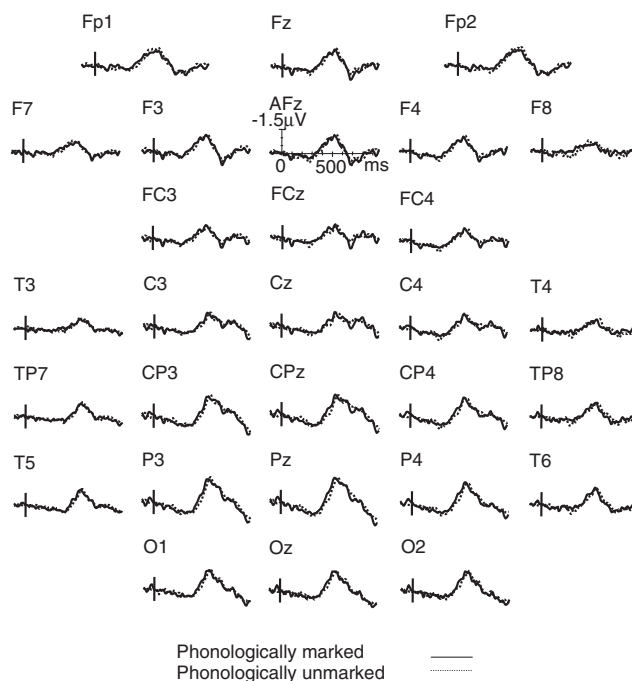 Fp1 Fz Fp2
F7 F3 AFz F4 F8
-1.5µV
0 500 ms
FC3 FCz FC4
T3 C3 Cz C4 T4
TP7 CP3 CPz CP4 TP8
T5 P3 Pz P4 T6
O1 Oz O2
Phonologically marked
Phonologically unmarked